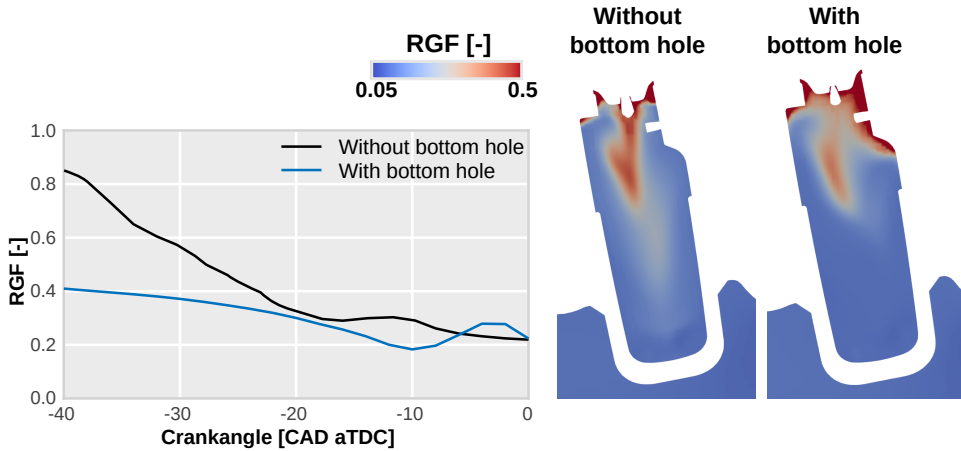 Without
bottom hole
With
bottom hole
RGF [-]
0.05
0.5
Without bottom hole
With bottom hole
RGF [-]
1.0
0.8
0.6
0.4
0.2
0.0
-40
-30
-20
-10
0
Crankangle [CAD aTDC]